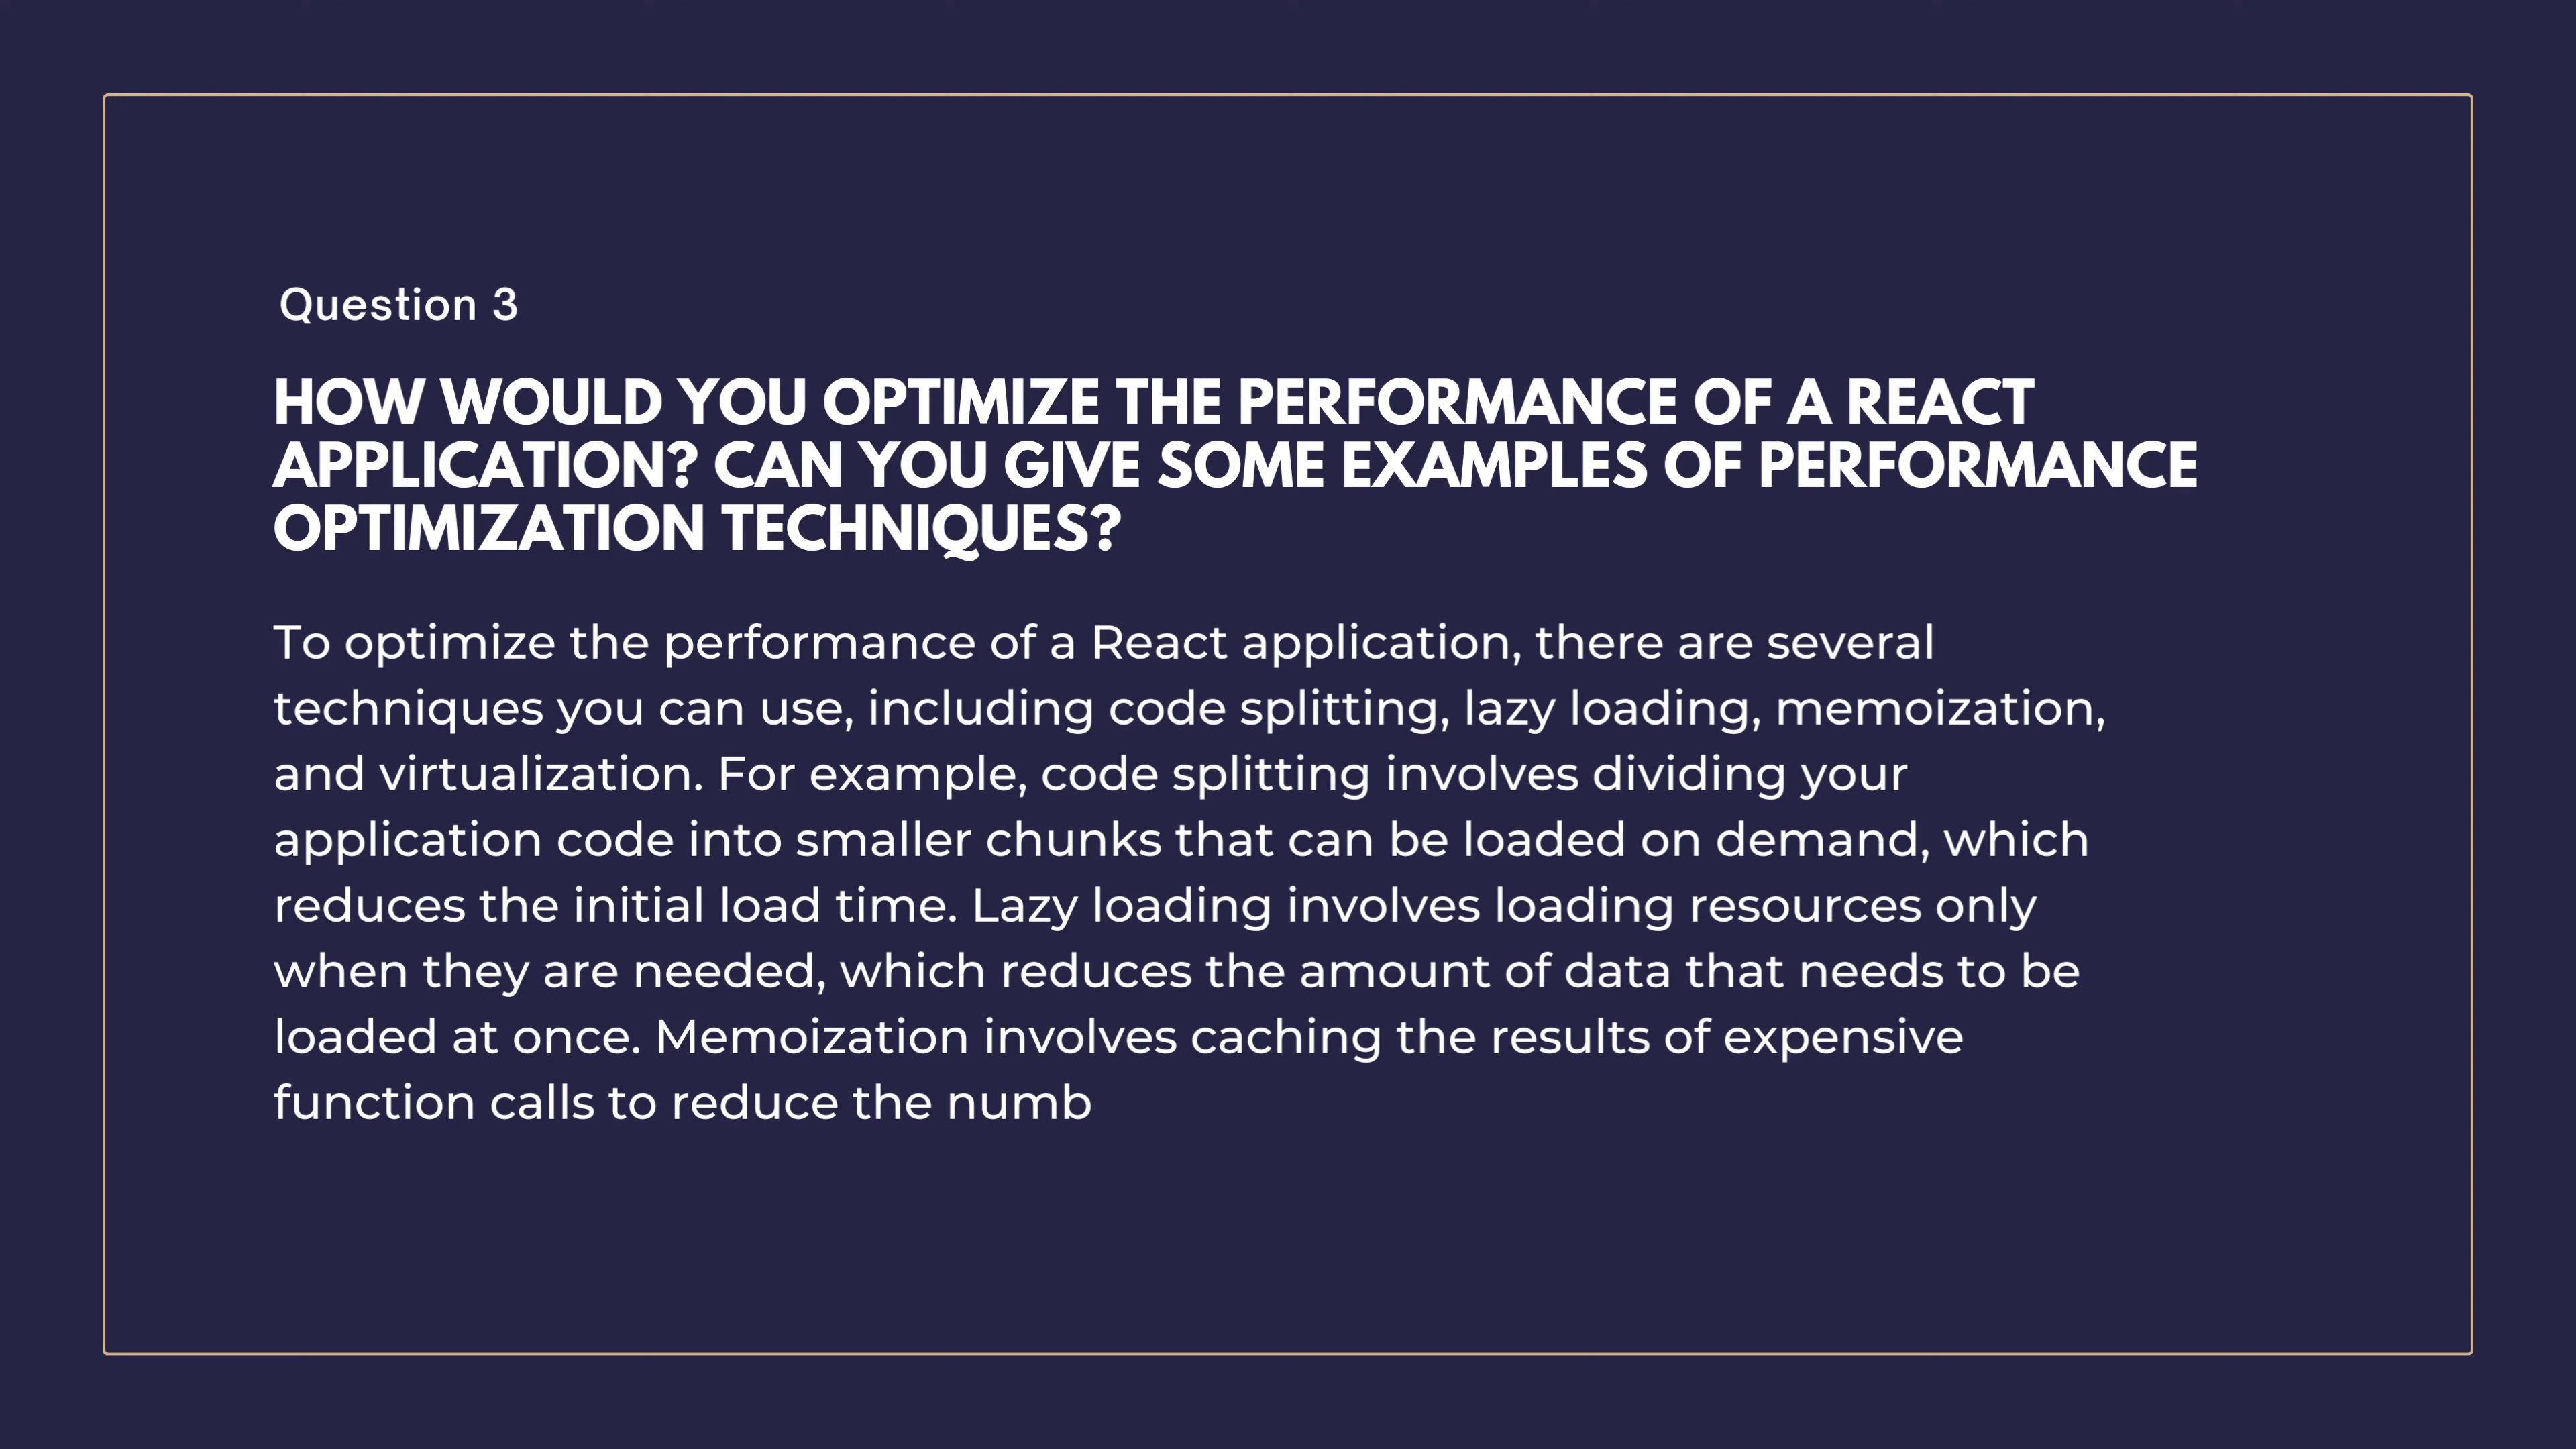 Question 3
HOW WOULD YOU OPTIMIZE THE PERFORMANCE OF A REACT
APPLICATION? CAN YOU GIVE SOME EXAMPLES OF PERFORMANCE
OPTIMIZATION TECHNIQUES?
To optimize the performance of a React application, there are several
techniques you can use, including code splitting, lazy loading, memoization,
and virtualization. For example, code splitting involves dividing your
application code into smaller chunks that can be loaded on demand, which
reduces the initial load time. Lazy loading involves loading resources only
when they are needed, which reduces the amount of data that needs to be
loaded at once. Memoization involves caching the results of expensive
function calls to reduce the numb